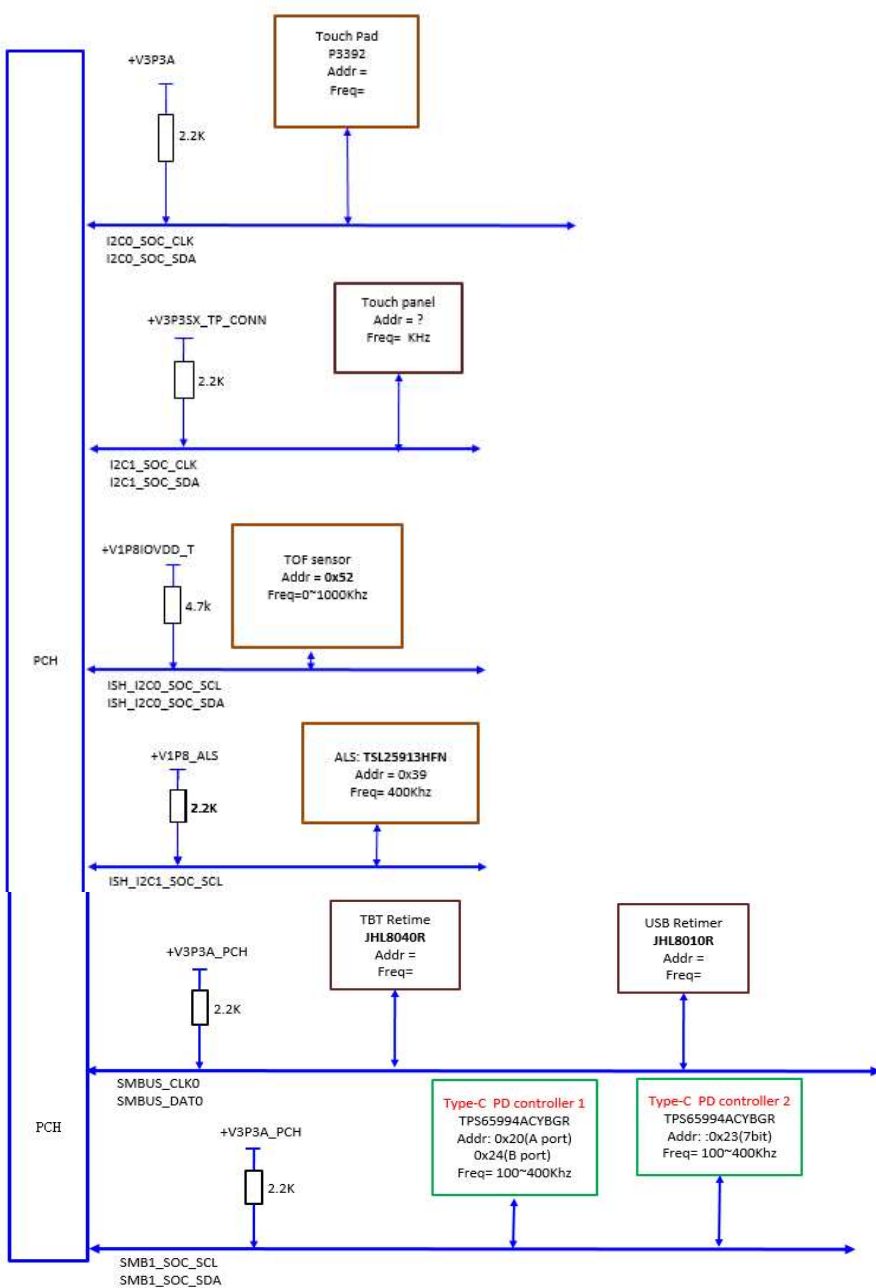 Touch Pad
P3392
Addr =
Freq=
+V3P3A
2.2K
I2C0_SOC_CLK
I2C0_SOC_SDA
Touch panel
Addr = ?
Freq=  KHz
+V3P3SX_TP_CONN
2.2K
I2C1_SOC_CLK
I2C1_SOC_SDA
TOF sensor
Addr = 0x52
Freq=0~1000Khz
+V1P8IOVDD_T
4.7k
PCH
ISH_I2C0_SOC_SCL
ISH_I2C0_SOC_SDA
ALS: TSL25913HFN
Addr = 0x39
Freq= 400Khz
+V1P8_ALS
2.2K
ISH_I2C1_SOC_SCL
TBT Retime
JHL8040R
Addr =
Freq=
USB Retimer
JHL8010R
Addr =
Freq=
+V3P3A_PCH
2.2K
SMBUS_CLK0
SMBUS_DAT0
PCH
Type-C  PD controller 1
TPS65994ACYBGR
Addr: 0x20(A port)
0x24(B port)
Freq= 100~400Khz
Type-C  PD controller 2
TPS65994ACYBGR
Addr: :0x23(7bit)
Freq= 100~400Khz
+V3P3A_PCH
2.2K
SMB1_SOC_SCL
SMB1_SOC_SDA